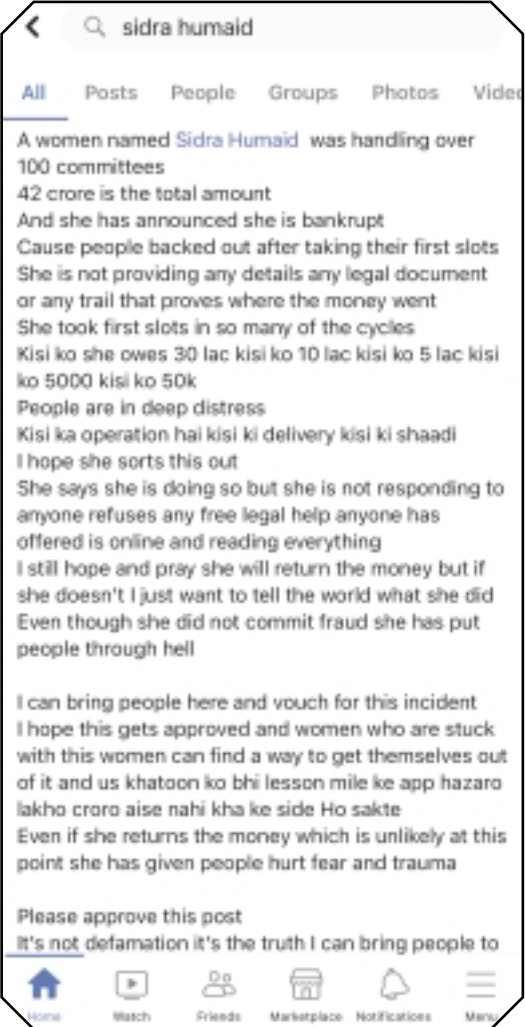 sidra humaid
All Posts People Groups Photos Video
A women named Sidra Humaid was handling over
100 committees
42 crore is the total amount
And she has announced she is bankrupt
Cause people backed out after taking their first slots
She is not providing any details any legal document
or any trail that proves where the money went
She took first slots in so many of the cycles
Kisi ko she owes 30 lac kisi ko 10 lac kisi ko 5 lac kisi
ko 5000 kisi ko 50k
People are in deep distress
Kisi ka operation hai kisi ki delivery kisi ki shaadi
I hope she sorts this out
She says she is doing so but she is not responding to
anyone refuses any free legal help anyone has
offered is online and reading everything
I still hope and pray she will return the money but if
she doesn't I just want to tell the world what she did
Even though she did not commit fraud she has put
people through hell
I can bring people here and vouch for this incident
I hope this gets approved and women who are stuck
with this women can find a way to get themselves out
of it and us khatoon ko bhi lesson mile ke app hazaro
lakho croro aise nahi kha ke side Ho sakte
Even if she returns the money which is unlikely at this
point she has given people hurt fear and trauma
Please approve this post
It's not defamation it's the truth I can bring people to
Home Watch Friends Marketplace Notifications Menu